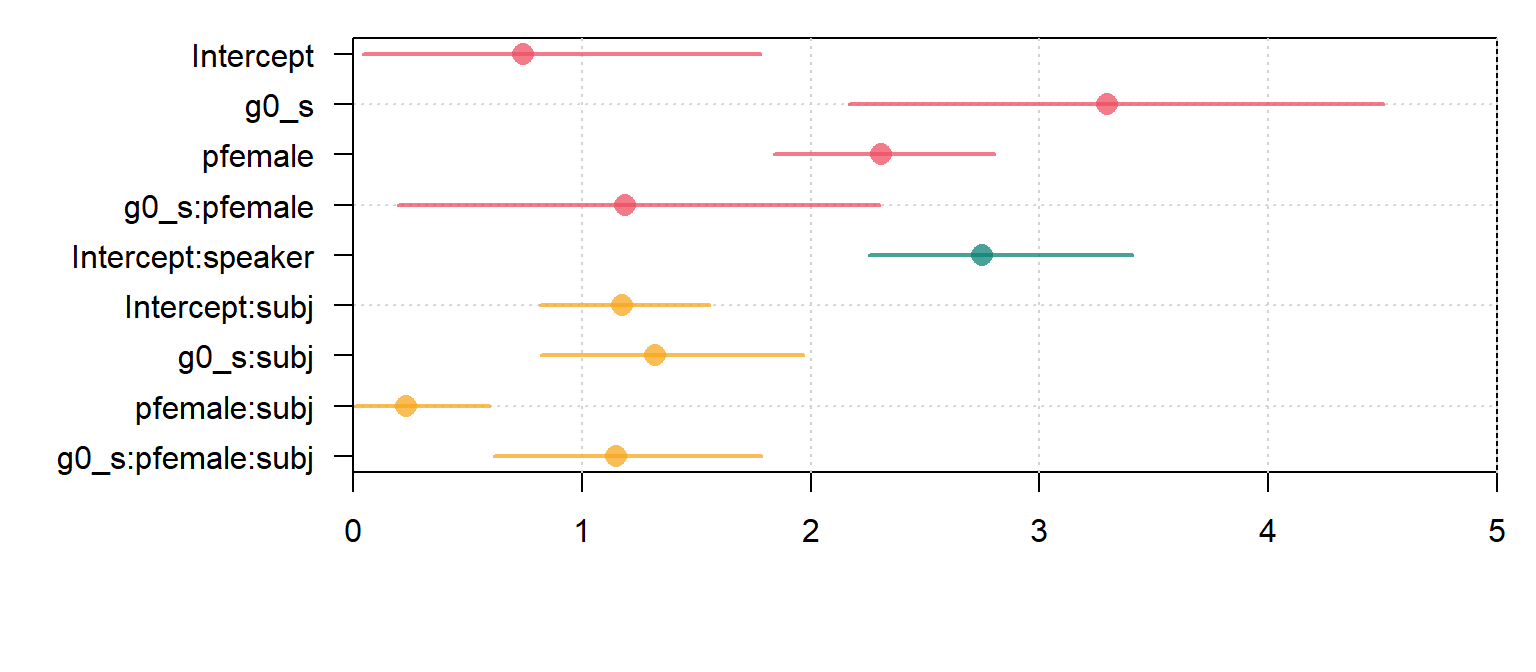 Intercept
g0_s
pfemale
g0_s:pfemale
Intercept:speaker
Intercept:subj
g0_s:subj
pfemale:subj
g0_s:pfemale:subj
0 1 2 3 4 5